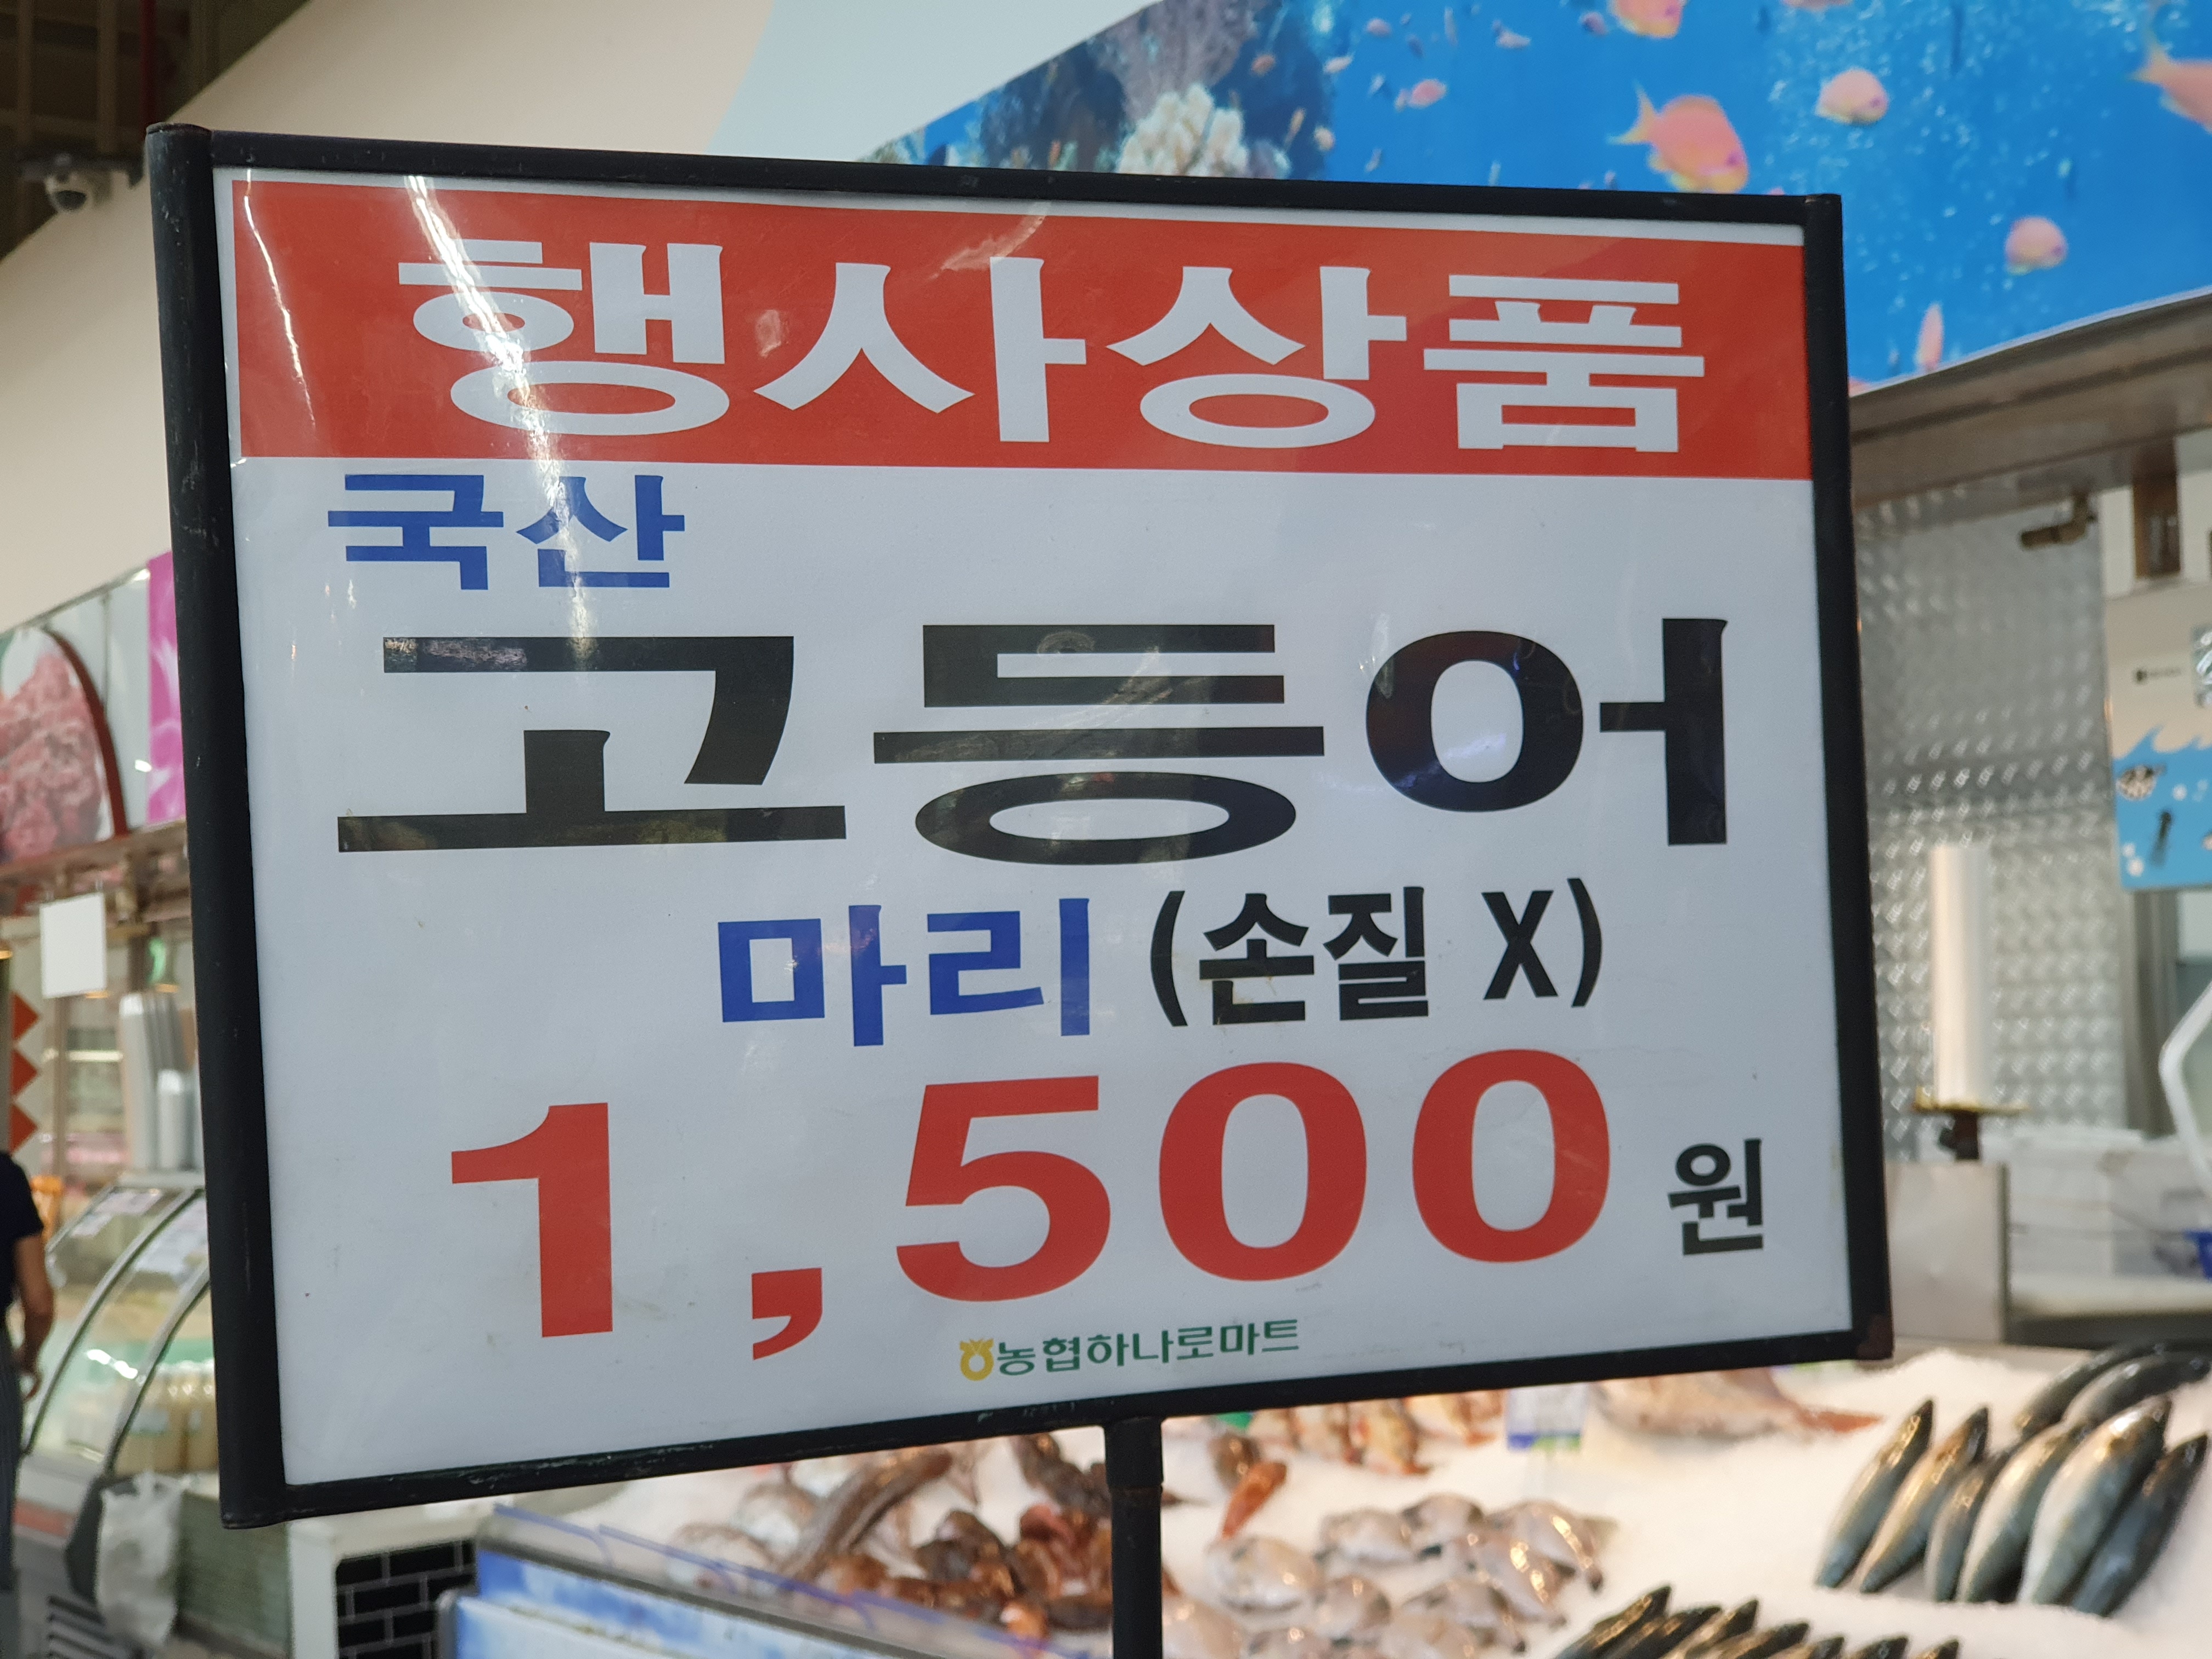 행사상품
국산
고등어
마리 (손질 X)
1,500 원
농협하나로마트